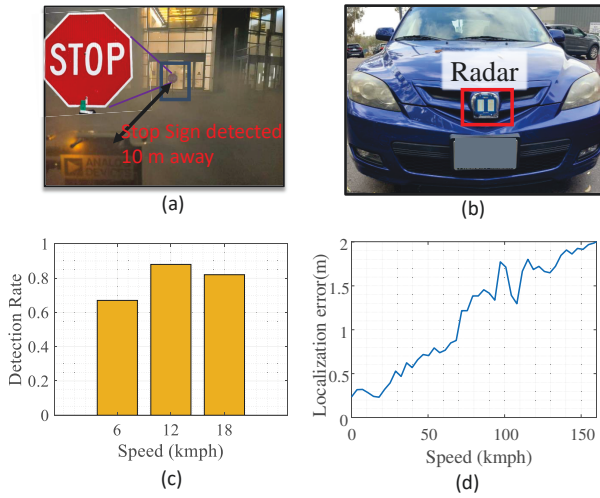 STOP
Stop Sign detected
10 m away
ANALOG
DEVICES
(a)
Radar
(b)
Detection Rate
1
0.8
0.6
0.4
0.2
0
6 12 18
Speed (kmph)
(c)
Localization error(m)
2
1.5
1
0.5
0
0 50 100 150
Speed (kmph)
(d)